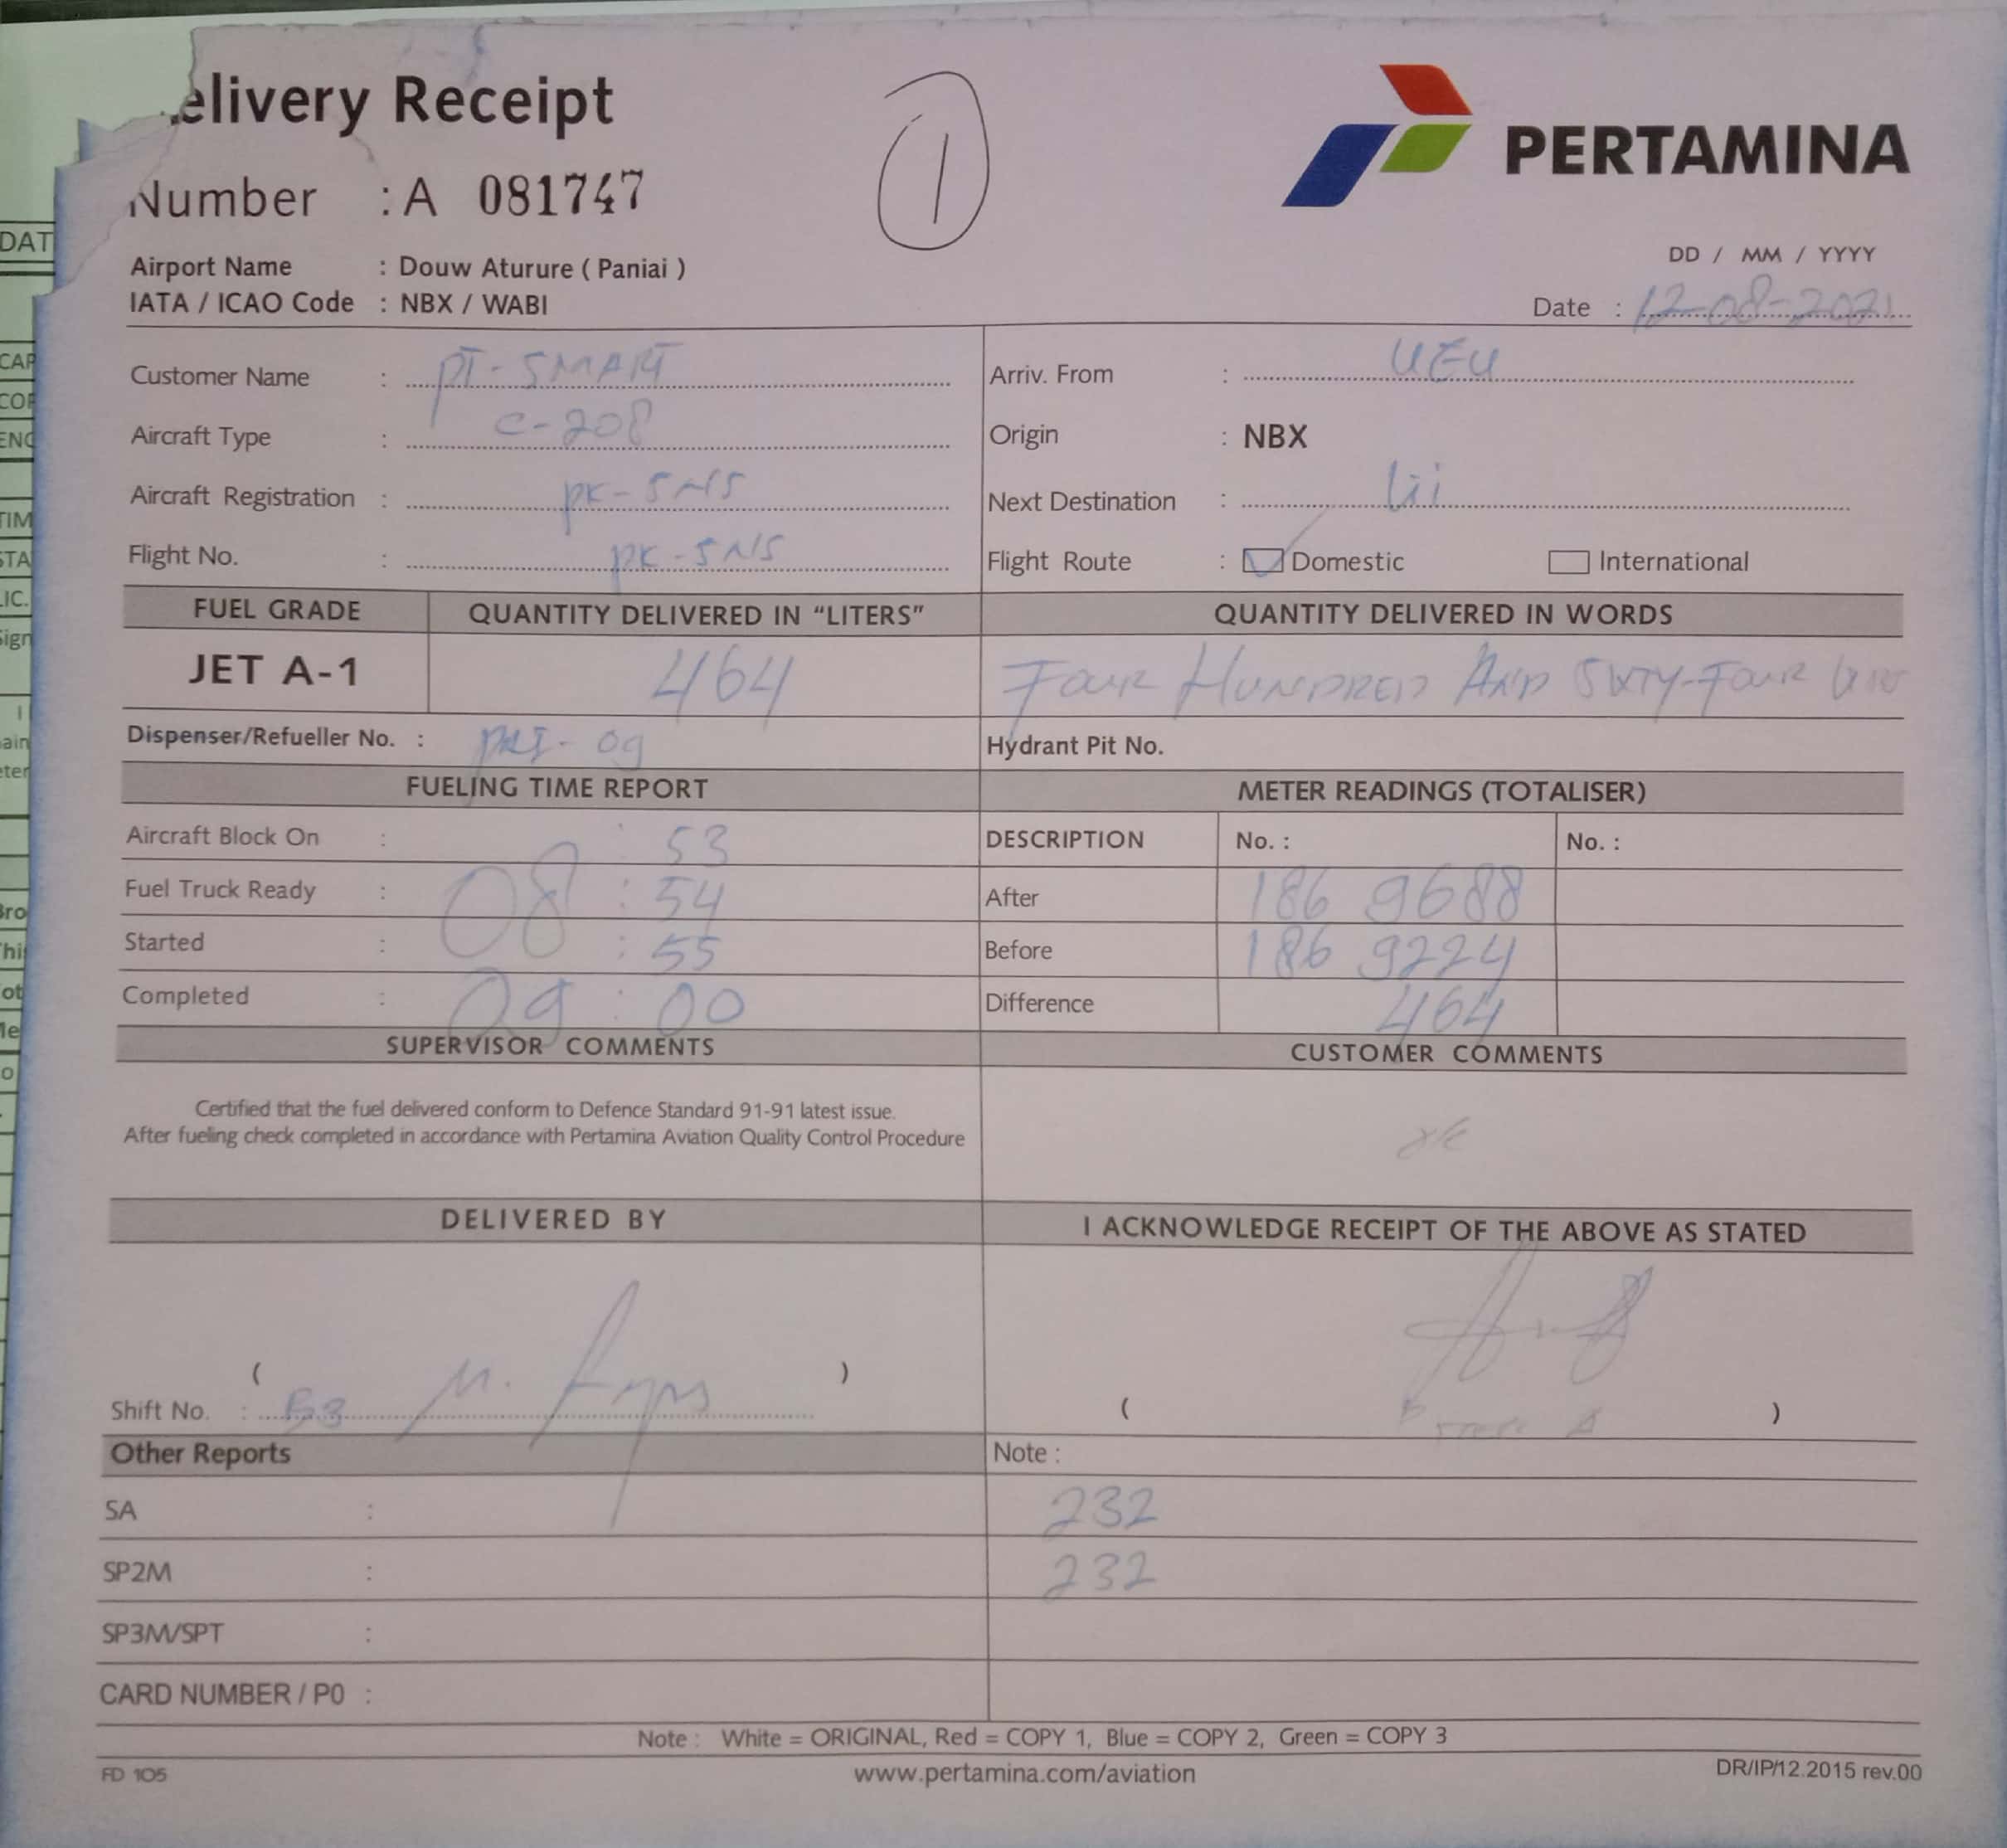 elivery Receipt
1
PERTAMINA
Number : A 081747
Airport Name : Douw Aturure ( Paniai )
IATA / ICAO Code : NBX / WABI
DD / MM / YYYY
Date : 12-08-2021
Customer Name : PT-SMART
Arriv. From : UEU
Aircraft Type : C-208
Origin : NBX
Aircraft Registration : PK-SNS
Next Destination :
Flight No. : PK-SNS
Flight Route : Domestic International
FUEL GRADE QUANTITY DELIVERED IN "LITERS" QUANTITY DELIVERED IN WORDS
JET A-1 464 FOUR HUNDRED AND SIXTY-FOUR
Dispenser/Refueller No. :
Hydrant Pit No.
FUELING TIME REPORT METER READINGS (TOTALISER)
Aircraft Block On : : 53
DESCRIPTION No. : No. :
Fuel Truck Ready : 08 : 54
After 186 9688
Started : : 55
Before 186 9224
Completed : 09 : 00
Difference 464
SUPERVISOR COMMENTS CUSTOMER COMMENTS
Certified that the fuel delivered conform to Defence Standard 91-91 latest issue.
After fueling check completed in accordance with Pertamina Aviation Quality Control Procedure
DELIVERED BY I ACKNOWLEDGE RECEIPT OF THE ABOVE AS STATED
( )
Shift No. :
( )
Other Reports Note :
SA : 232
SP2M : 232
SP3M/SPT :
CARD NUMBER / P0 :
Note : White = ORIGINAL, Red = COPY 1, Blue = COPY 2, Green = COPY 3
FD 105 www.pertamina.com/aviation DR/IP/12.2015 rev.00